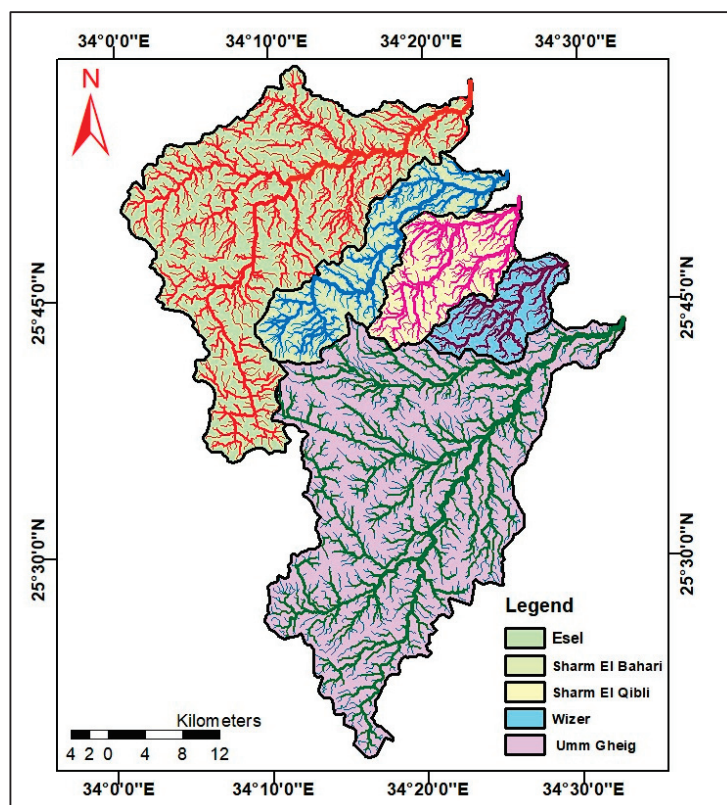 34°0'0"E 34°10'0"E 34°20'0"E 34°30'0"E
N
25°45'0"N 25°45'0"N
25°30'0"N 25°30'0"N
Legend
Esel
Sharm El Bahari
Sharm El Qibli
Wizer
Umm Gheig
Kilometers
4 2 0 4 8 12
34°0'0"E 34°10'0"E 34°20'0"E 34°30'0"E